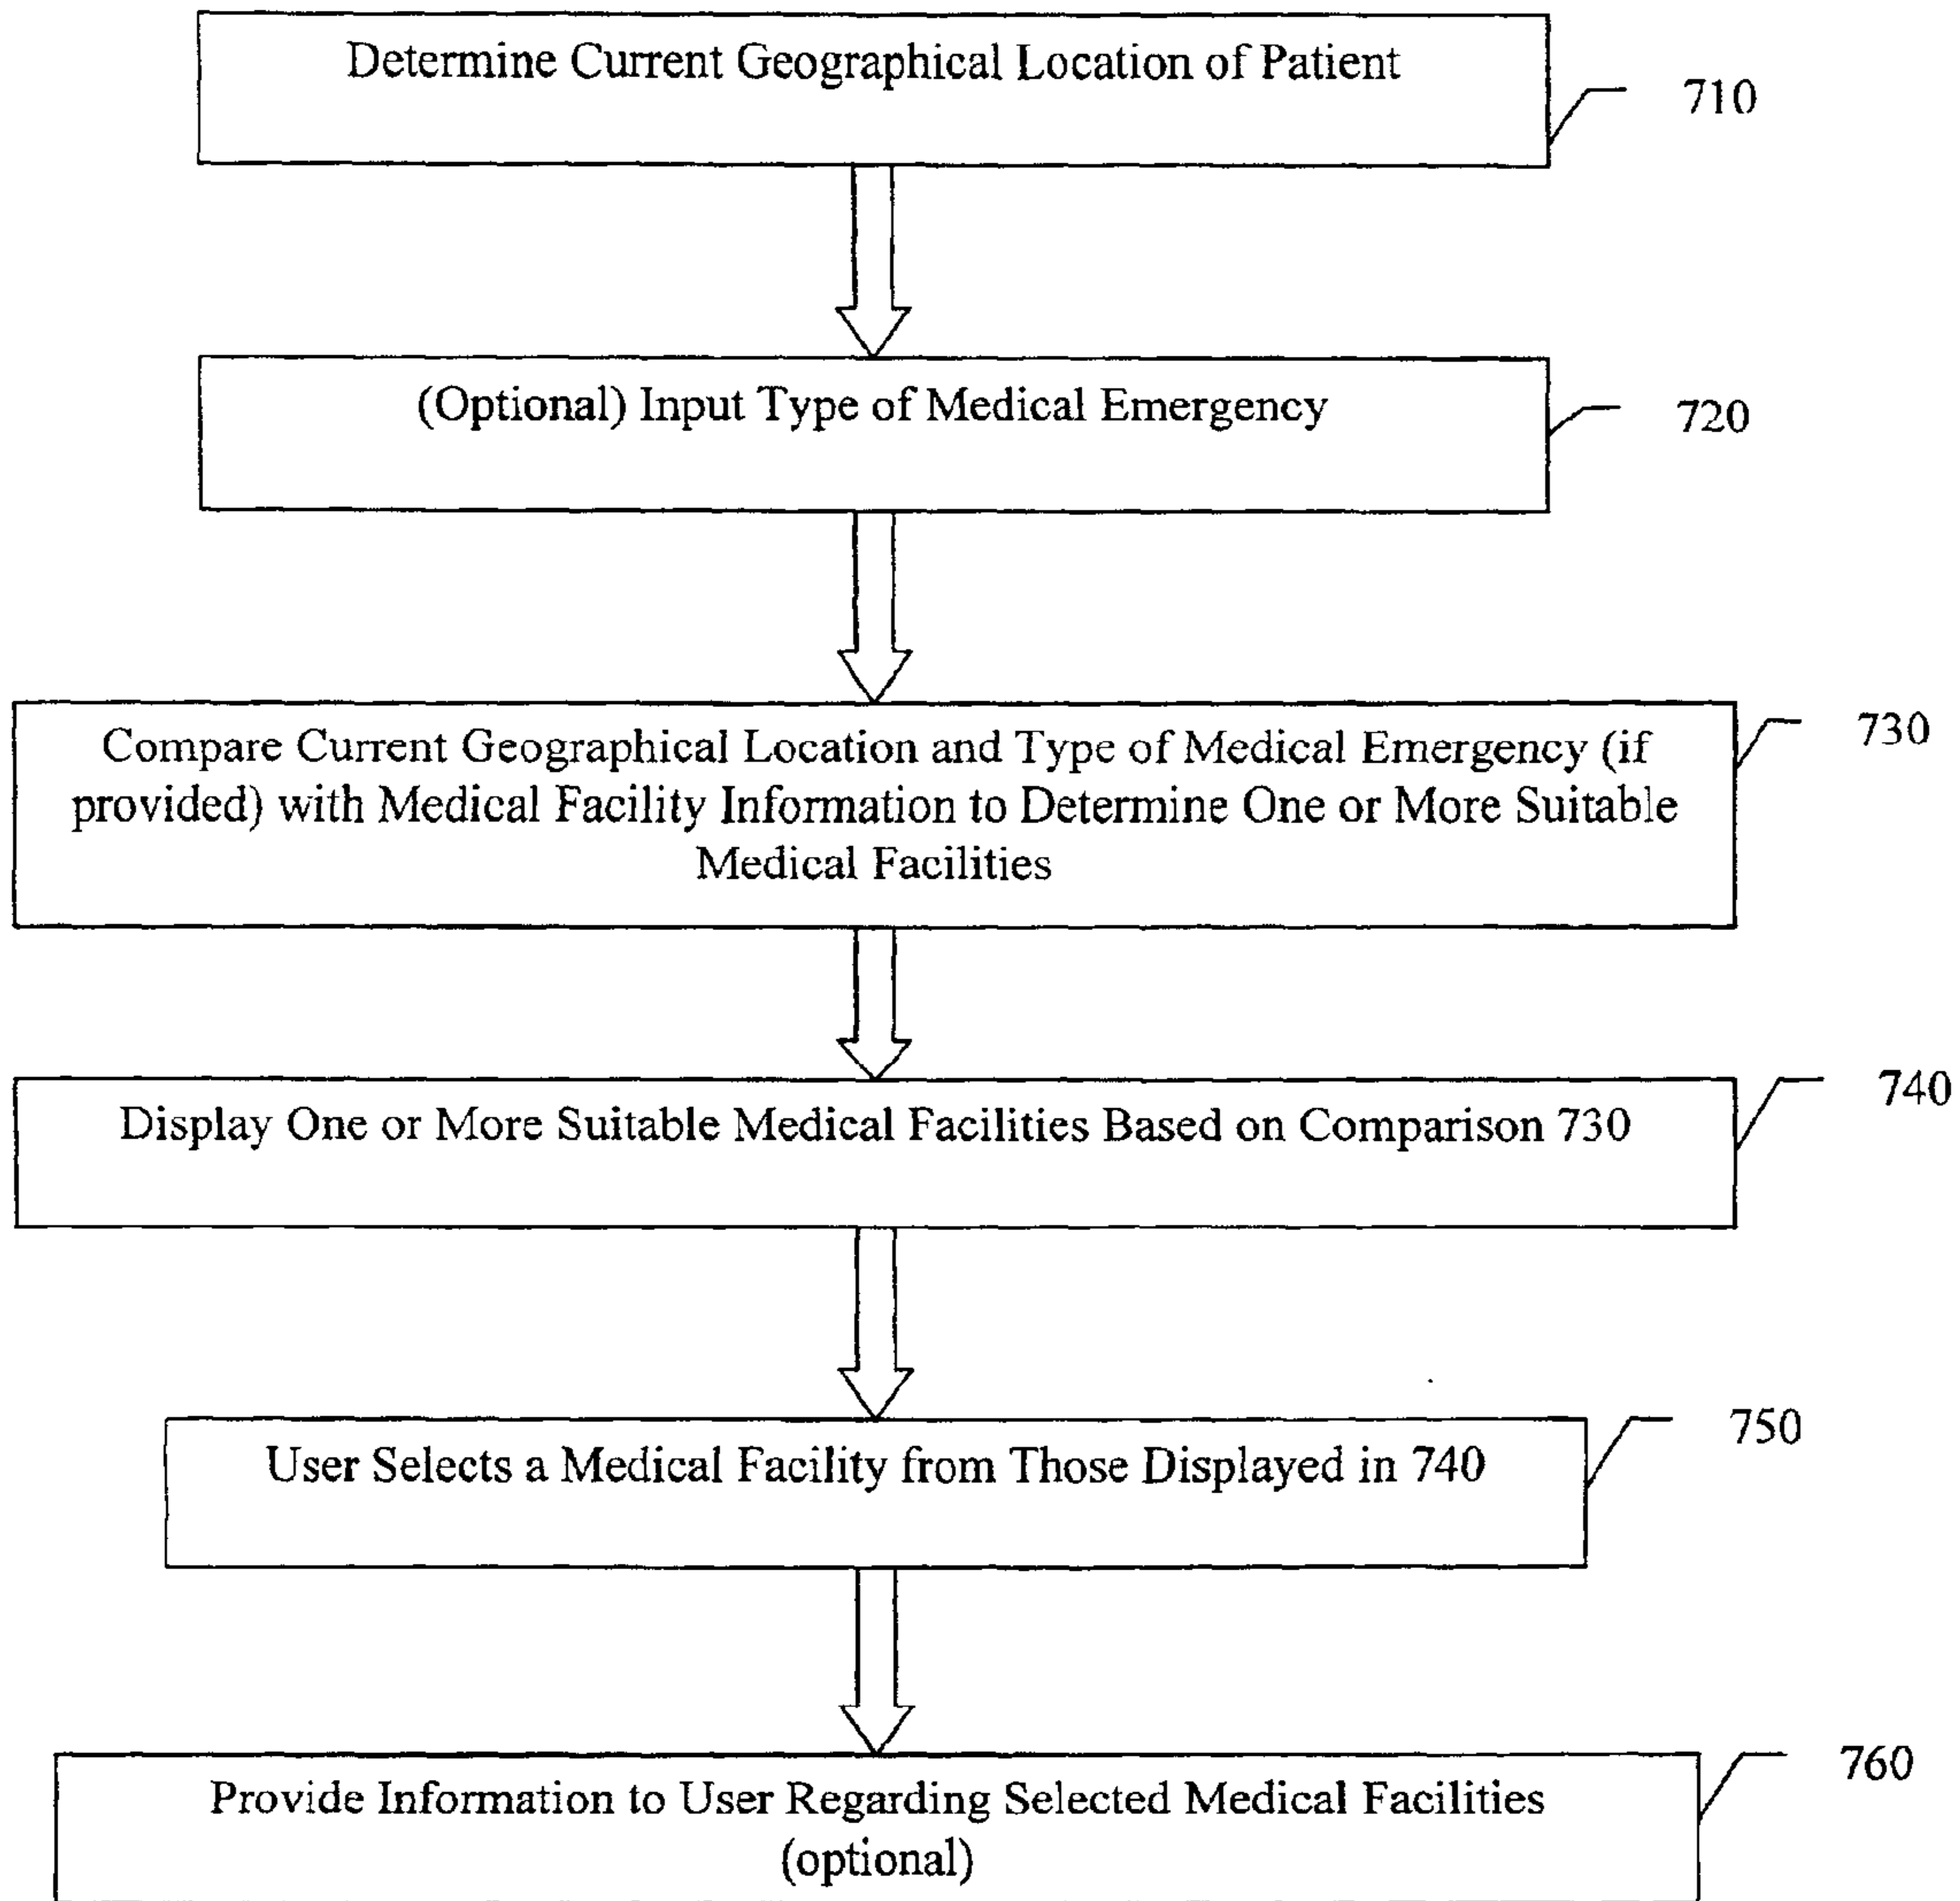 Determine Current Geographical Location of Patient
710
(Optional) Input Type of Medical Emergency
720
Compare Current Geographical Location and Type of Medical Emergency (if
provided) with Medical Facility Information to Determine One or More Suitable
Medical Facilities
730
Display One or More Suitable Medical Facilities Based on Comparison 730
740
User Selects a Medical Facility from Those Displayed in 740
750
Provide Information to User Regarding Selected Medical Facilities
(optional)
760